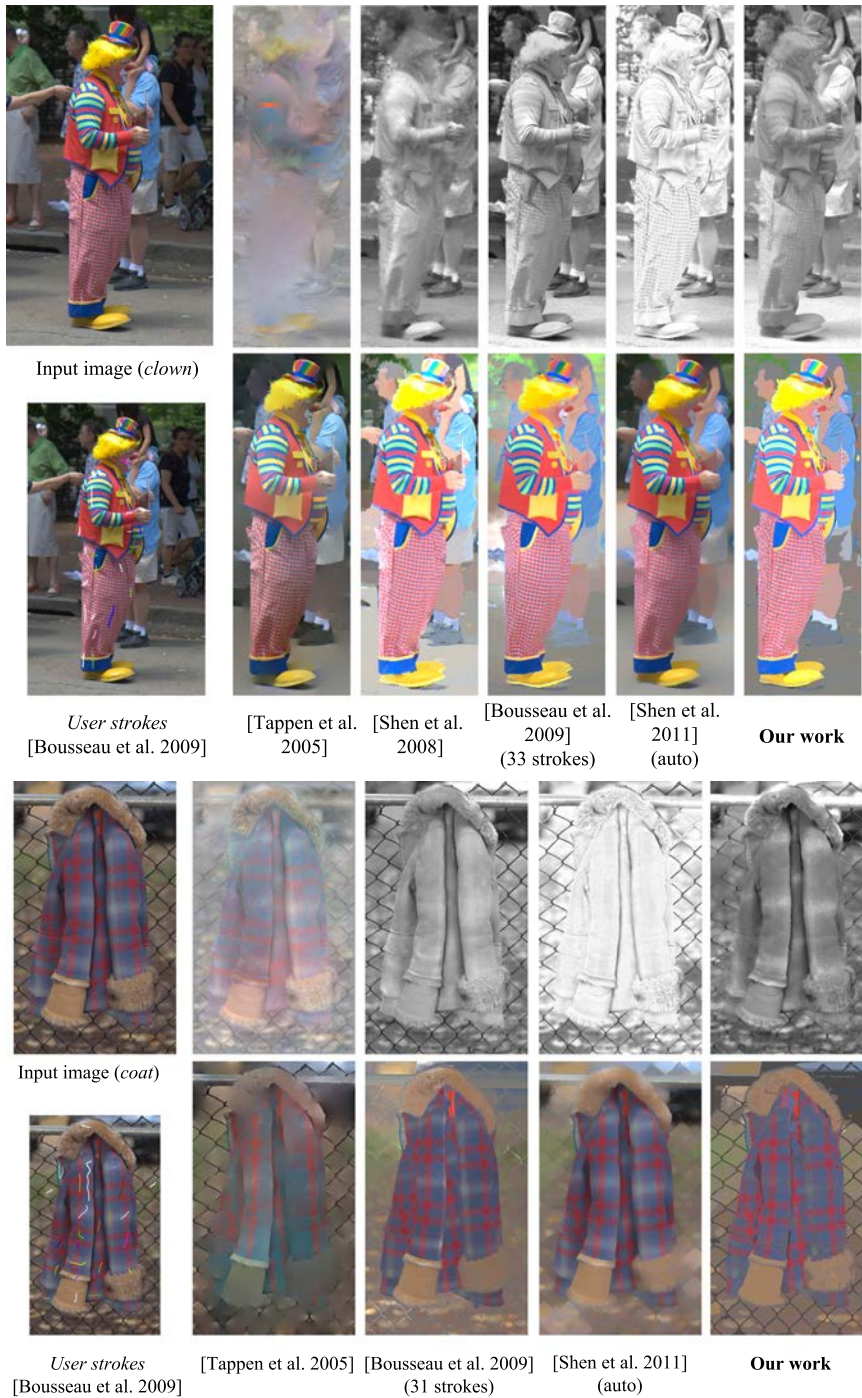 Input image (clown)
User strokes
[Bousseau et al. 2009]
[Tappen et al.
2005]
[Shen et al.
2008]
[Bousseau et al.
2009]
(33 strokes)
[Shen et al.
2011]
(auto)
Our work
Input image (coat)
User strokes
[Bousseau et al. 2009]
[Tappen et al. 2005]
[Bousseau et al. 2009]
(31 strokes)
[Shen et al. 2011]
(auto)
Our work